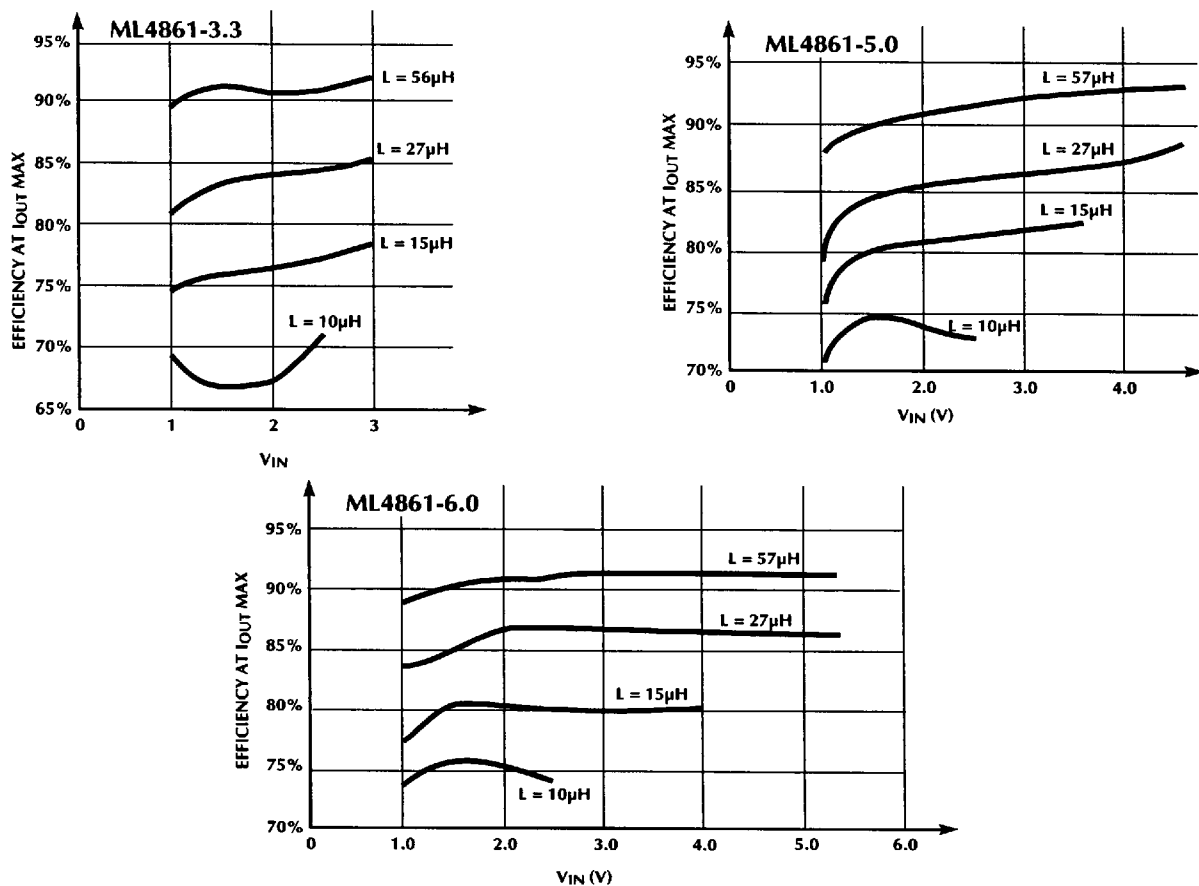 ML4861-3.3
95%
90%
85%
80%
75%
70%
65%
EFFICIENCY AT IOUT MAX
L = 56µH
L = 27µH
L = 15µH
L = 10µH
0
1
2
3
VIN
ML4861-5.0
95%
90%
85%
80%
75%
70%
EFFICIENCY AT IOUT MAX
L = 57µH
L = 27µH
L = 15µH
L = 10µH
0
1.0
2.0
3.0
4.0
VIN (V)
ML4861-6.0
95%
90%
85%
80%
75%
70%
EFFICIENCY AT IOUT MAX
L = 57µH
L = 27µH
L = 15µH
L = 10µH
0
1.0
2.0
3.0
4.0
5.0
6.0
VIN (V)